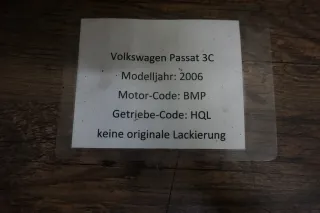 Volkswagen Passat 3C
Modelljahr: 2006
Motor-Code: BMP
Getriebe-Code: HQL
keine originale Lackierung